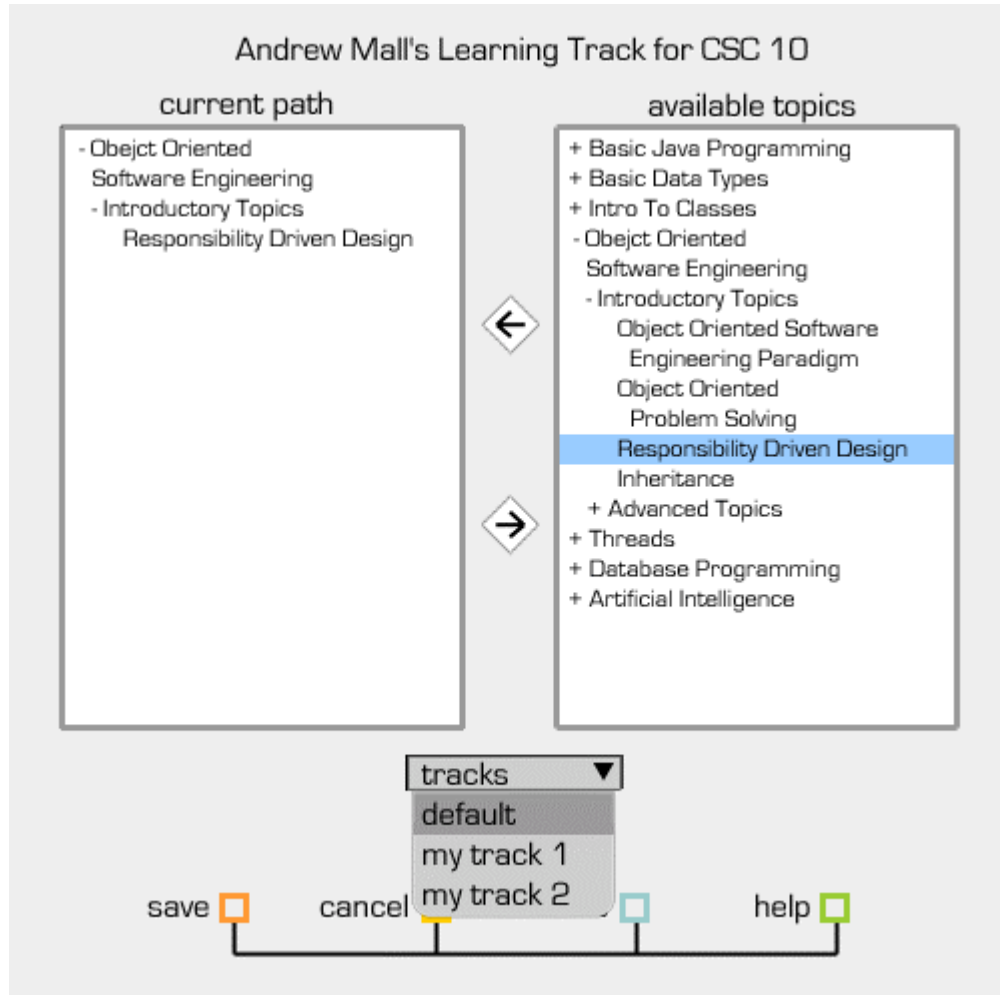 Andrew Mall's Learning Track for CSC 10
current path
- Obejct Oriented
Software Engineering
- Introductory Topics
Responsibility Driven Design
available topics
+ Basic Java Programming
+ Basic Data Types
+ Intro To Classes
- Obejct Oriented
Software Engineering
- Introductory Topics
Object Oriented Software
Engineering Paradigm
Object Oriented
Problem Solving
Responsibility Driven Design
Inheritance
+ Advanced Topics
+ Threads
+ Database Programming
+ Artificial Intelligence
tracks
default
my track 1
my track 2
save
cancel
help